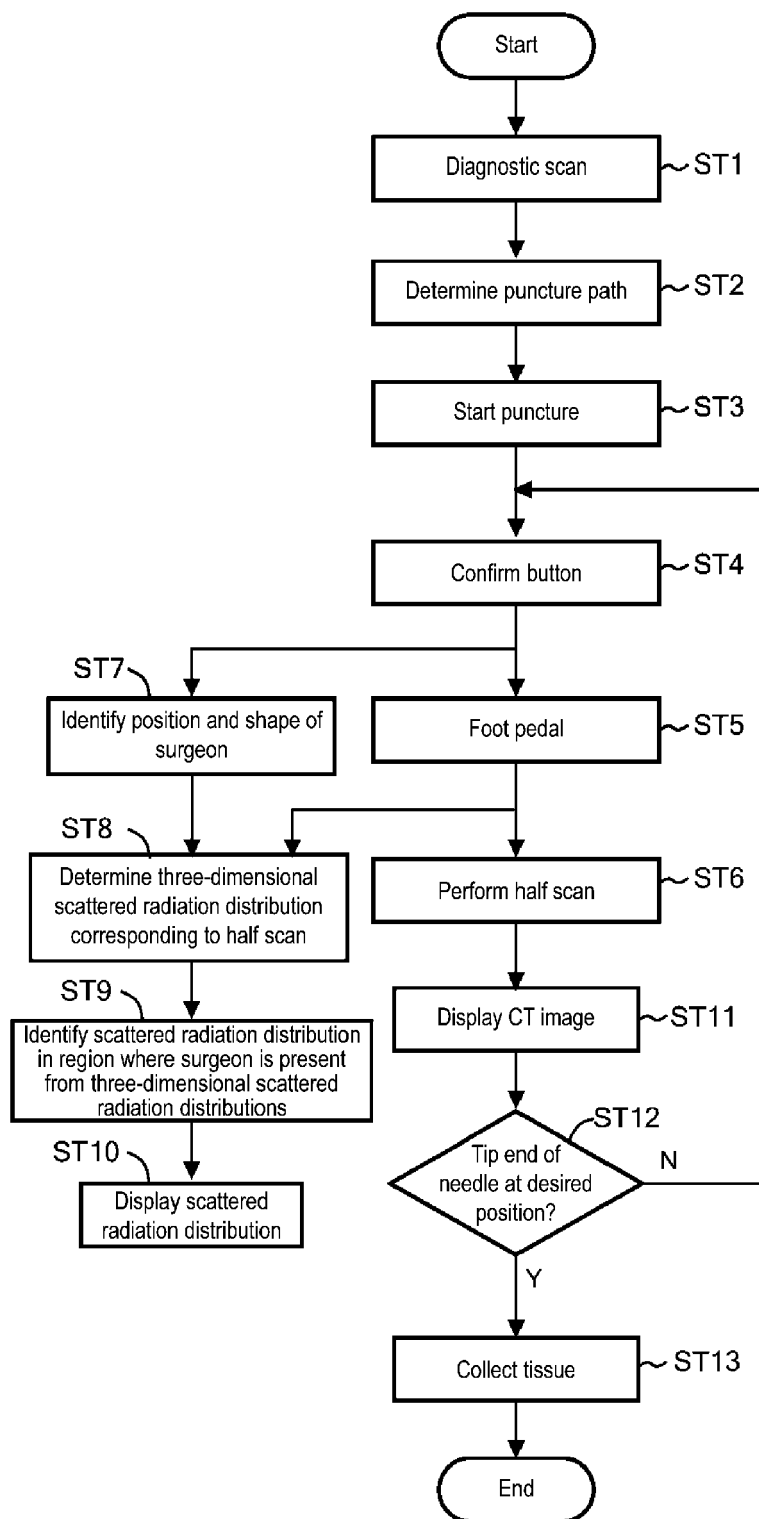 Start
Diagnostic scan
ST1
Determine puncture path
ST2
Start puncture
ST3
Confirm button
ST4
ST7
Identify position and shape of
surgeon
Foot pedal
ST5
ST8
Determine three-dimensional
scattered radiation distribution
corresponding to half scan
Perform half scan
ST6
ST9
Identify scattered radiation distribution
in region where surgeon is present
from three-dimensional scattered
radiation distributions
Display CT image
ST11
ST10
Display scattered
radiation distribution
ST12
Tip end of
needle at desired
position?
N
Y
Collect tissue
ST13
End